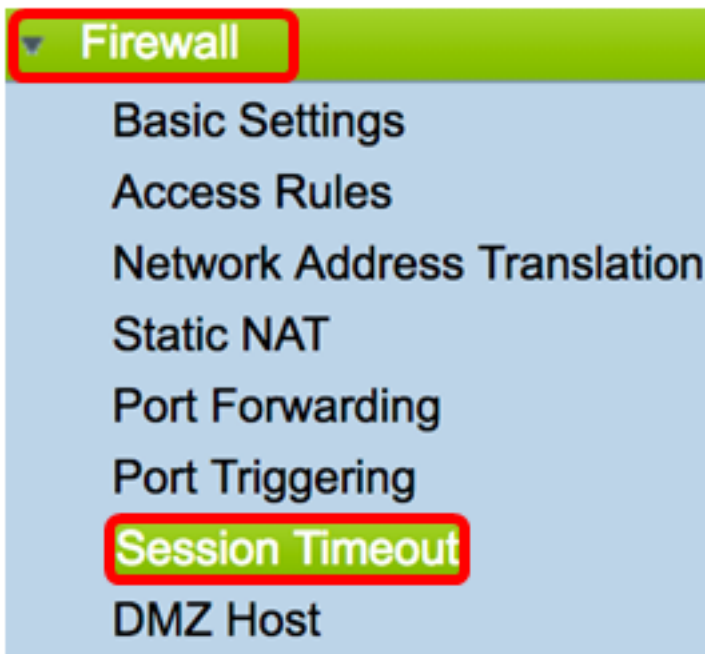 Firewall
Basic Settings
Access Rules
Network Address Translation
Static NAT
Port Forwarding
Port Triggering
Session Timeout
DMZ Host